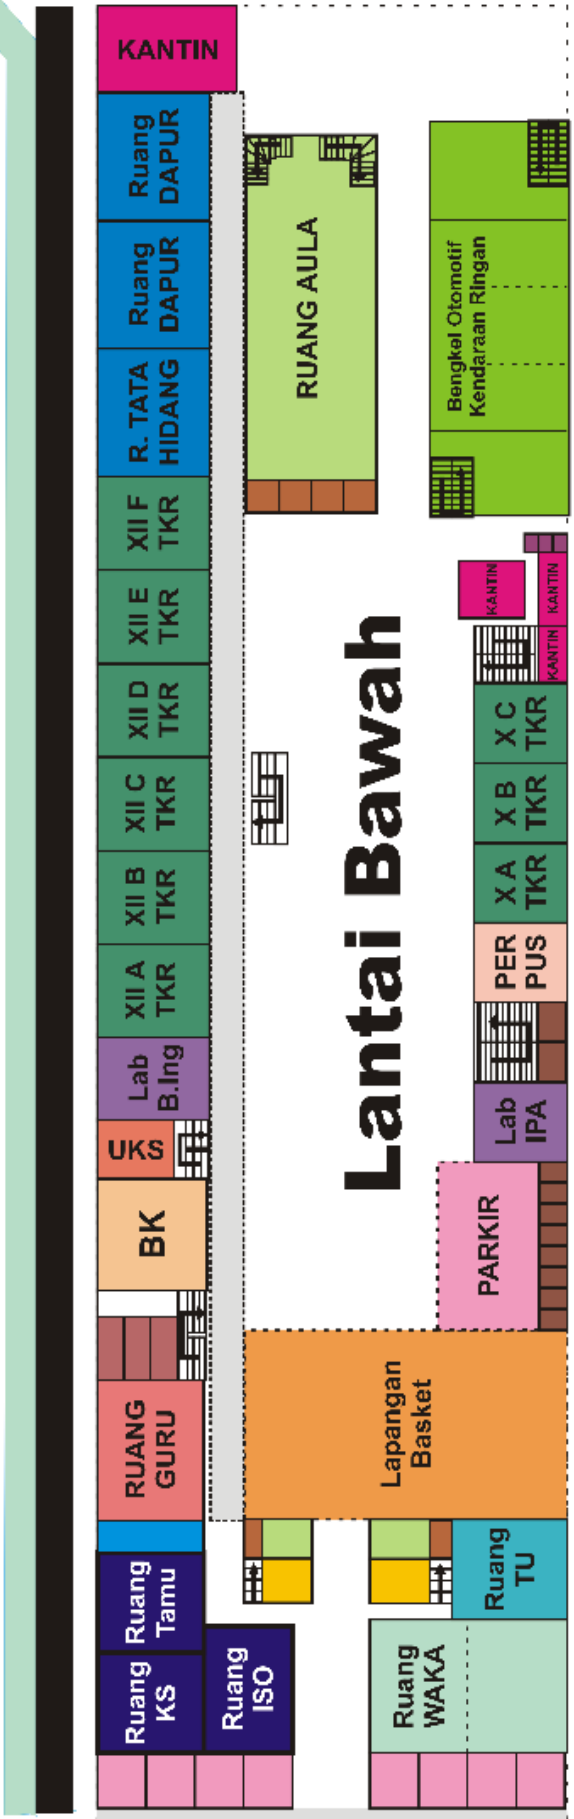 KANTIN
Ruang
DAPUR
Ruang
DAPUR
R. TATA
HIDANG
XII F
TKR
XII E
TKR
XII D
TKR
XII C
TKR
XII B
TKR
XII A
TKR
Lab
B.Ing
UKS
BK
RUANG
GURU
Ruang
Tamu
Ruang
KS
Ruang
ISO
RUANG AULA
Lantai Bawah
Bengkel Otomotif
Kendaraan RIngan
KANTIN
KANTIN
KANTIN
X C
TKR
X B
TKR
X A
TKR
PER
PUS
Lab
IPA
PARKIR
Lapangan
Basket
Ruang
TU
Ruang
WAKA